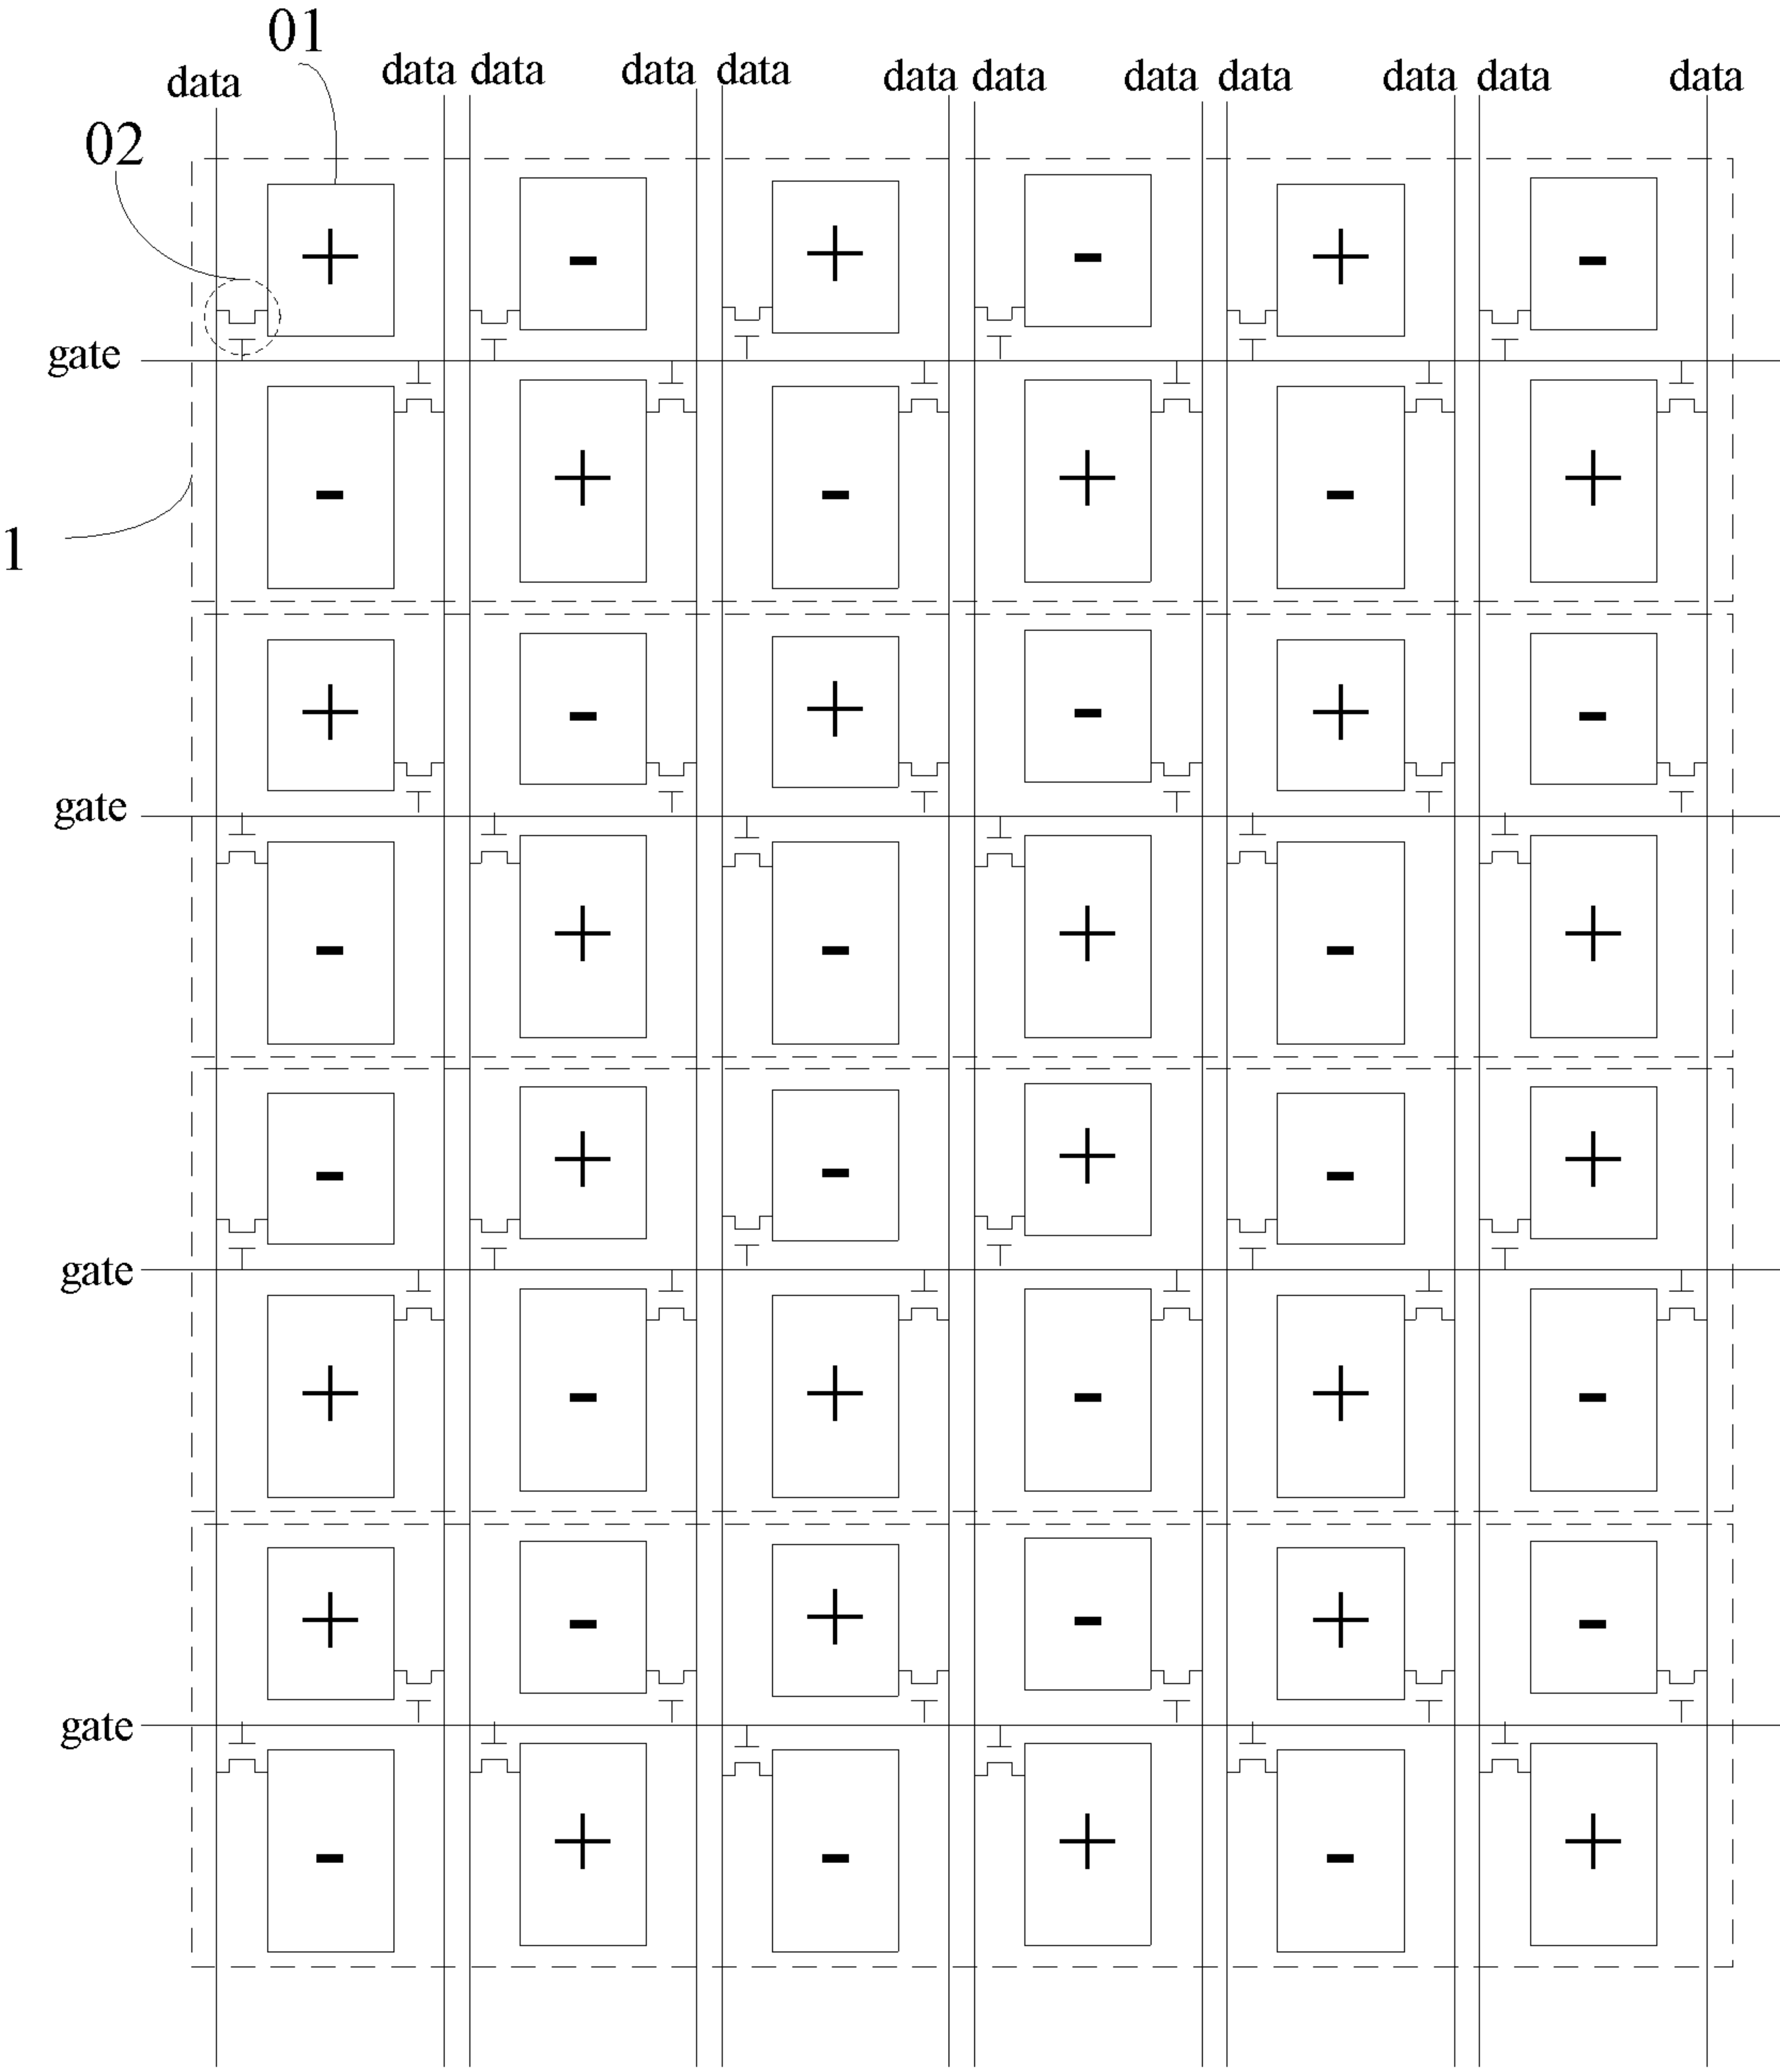 01
data data data data data data data data data data data data
02
+ - + - + -
gate
- + - + - +
1
+ - + - + -
gate
- + - + - +
- + - + - +
gate
+ - + - + -
+ - + - + -
gate
- + - + - +